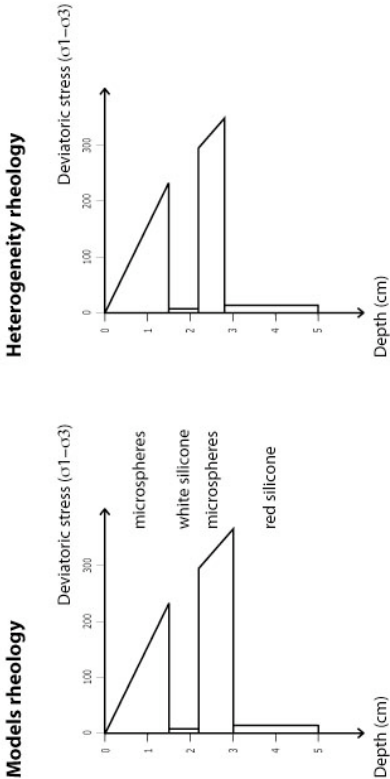 Models rheology
Deviatoric stress (σ1–σ3)
0
100
200
300
0
1
2
3
4
5
microspheres
white silicone
microspheres
red silicone
Depth (cm)
Heterogeneity rheology
Deviatoric stress (σ1–σ3)
0
100
200
300
0
1
2
3
4
5
Depth (cm)